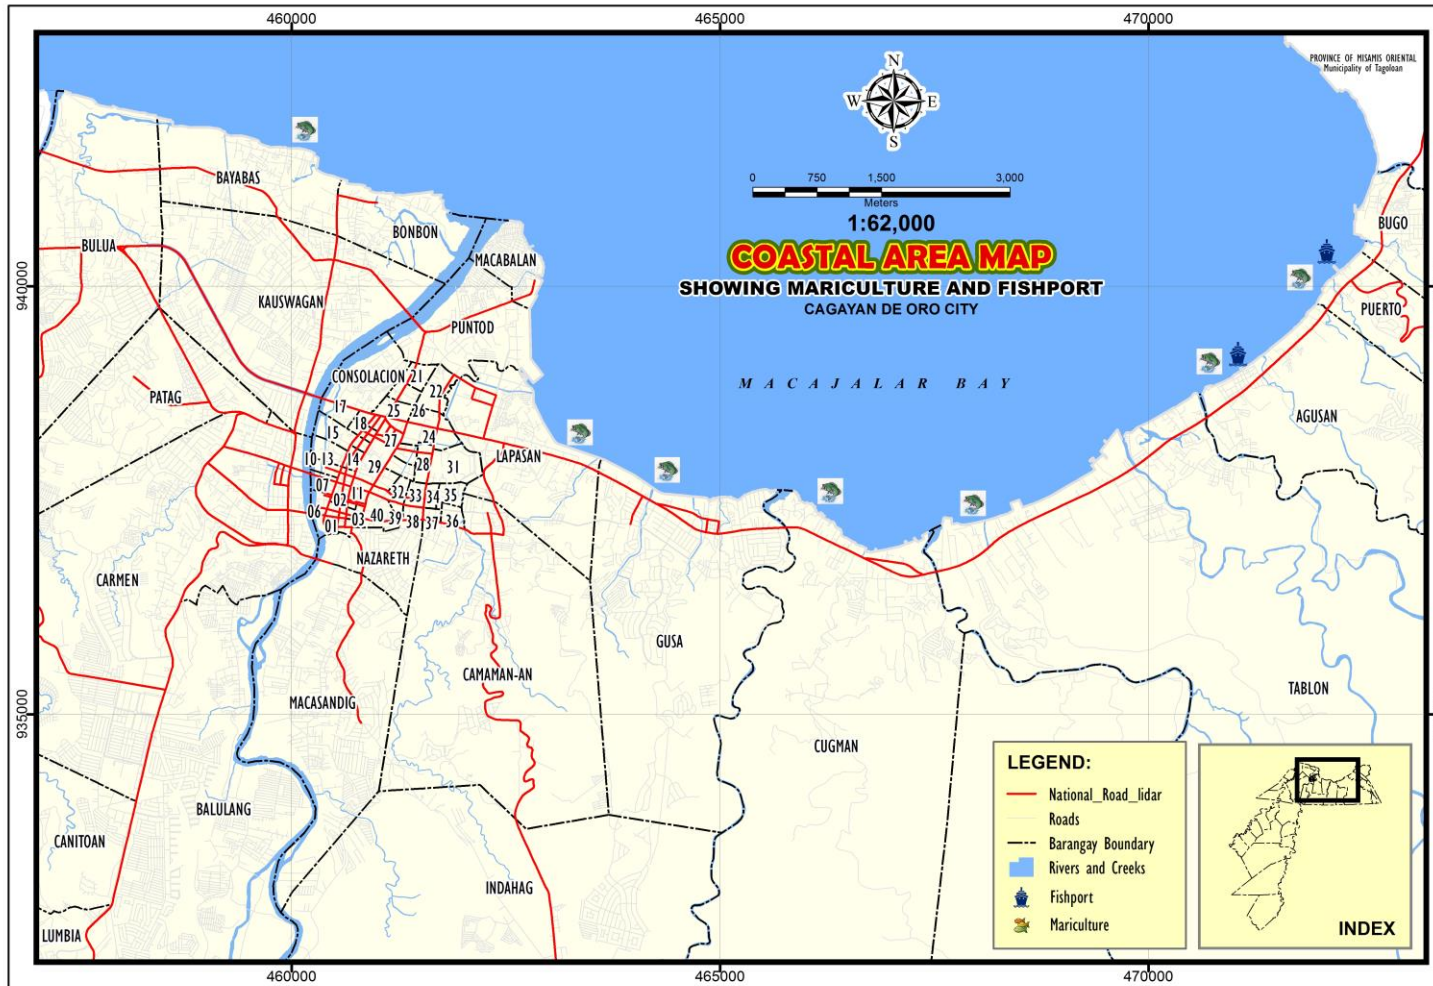 460000
465000
470000
PROVINCE OF MISAMIS ORIENTAL
Municipality of Tagoloan
N
W
E
S
0
750
1,500
3,000
Meters
1:62,000
COASTAL AREA MAP
SHOWING MARICULTURE AND FISHPORT
CAGAYAN DE ORO CITY
MACAJALAR BAY
940000
935000
BAYABAS
BULUA
BONBON
MACABALAN
KAUSWAGAN
PUNTOD
BUGO
PUERTO
AGUSAN
CONSOLACION
21
22
PATAG
17
25
26
18
15
27
24
LAPASAN
10
13
14
29
28
31
07
11
02
32
33
34
35
06
01
03
40
39
38
37
36
NAZARETH
CARMEN
GUSA
CAMAMAN-AN
MACASANDIG
TABLON
CUGMAN
BALULANG
CANITOAN
INDAHAG
LUMBIA
LEGEND:
National_Road_lidar
Roads
Barangay Boundary
Rivers and Creeks
Fishport
Mariculture
INDEX
460000
465000
470000